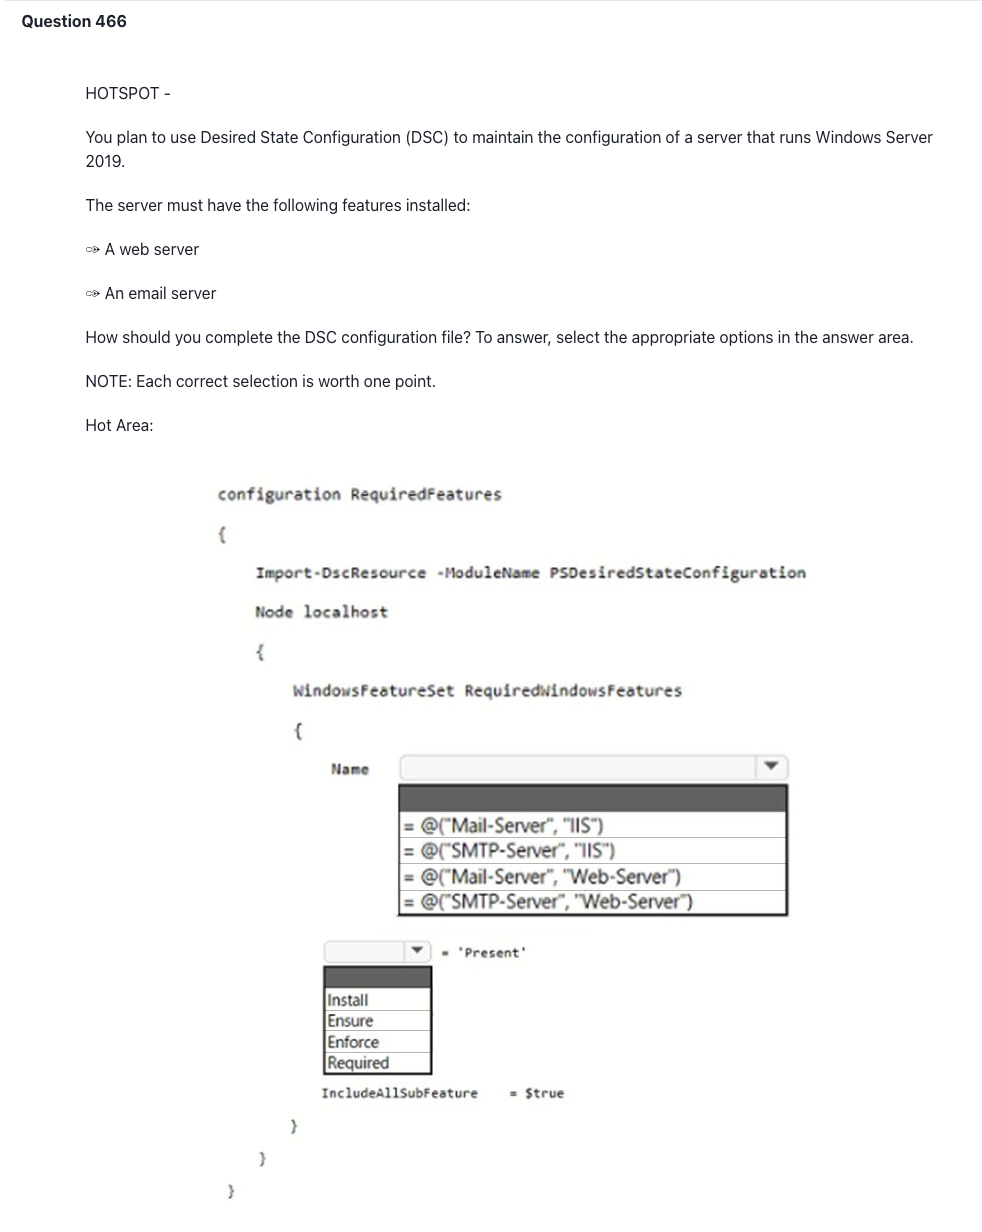 Question 466
HOTSPOT -
You plan to use Desired State Configuration (DSC) to maintain the configuration of a server that runs Windows Server
2019.
The server must have the following features installed:
✑ A web server
✑ An email server
How should you complete the DSC configuration file? To answer, select the appropriate options in the answer area.
NOTE: Each correct selection is worth one point.
Hot Area:
configuration RequiredFeatures
{
Import-DscResource -ModuleName PSDesiredStateConfiguration
Node localhost
{
WindowsFeatureSet RequiredWindowsFeatures
{
Name
= @("Mail-Server", "IIS")
= @("SMTP-Server", "IIS")
= @("Mail-Server", "Web-Server")
= @("SMTP-Server", "Web-Server")
= 'Present'
Install
Ensure
Enforce
Required
IncludeAllSubFeature = $true
}
}
}